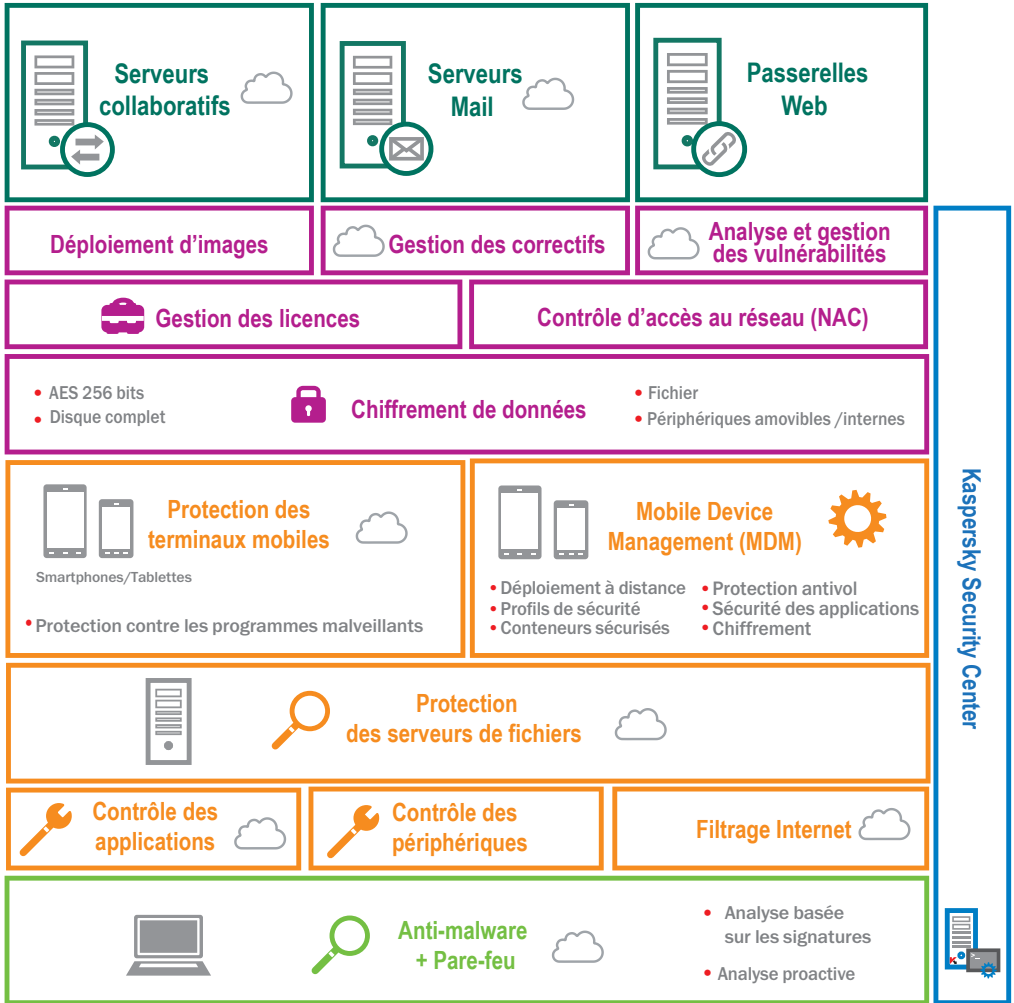 Serveurs
collaboratifs
Serveurs
Mail
Passerelles
Web
Déploiement d'images
Gestion des correctifs
Analyse et gestion
des vulnérabilités
Gestion des licences
Contrôle d'accès au réseau (NAC)
• AES 256 bits
• Disque complet
Chiffrement de données
• Fichier
• Périphériques amovibles /internes
Protection des
terminaux mobiles
Smartphones/Tablettes
• Protection contre les programmes malveillants
Mobile Device
Management (MDM)
• Déploiement à distance
• Profils de sécurité
• Conteneurs sécurisés
• Protection antivol
• Sécurité des applications
• Chiffrement
Protection
des serveurs de fichiers
Contrôle des
applications
Contrôle des
périphériques
Filtrage Internet
Anti-malware
+ Pare-feu
• Analyse basée
sur les signatures
• Analyse proactive
Kaspersky Security Center
K
>_